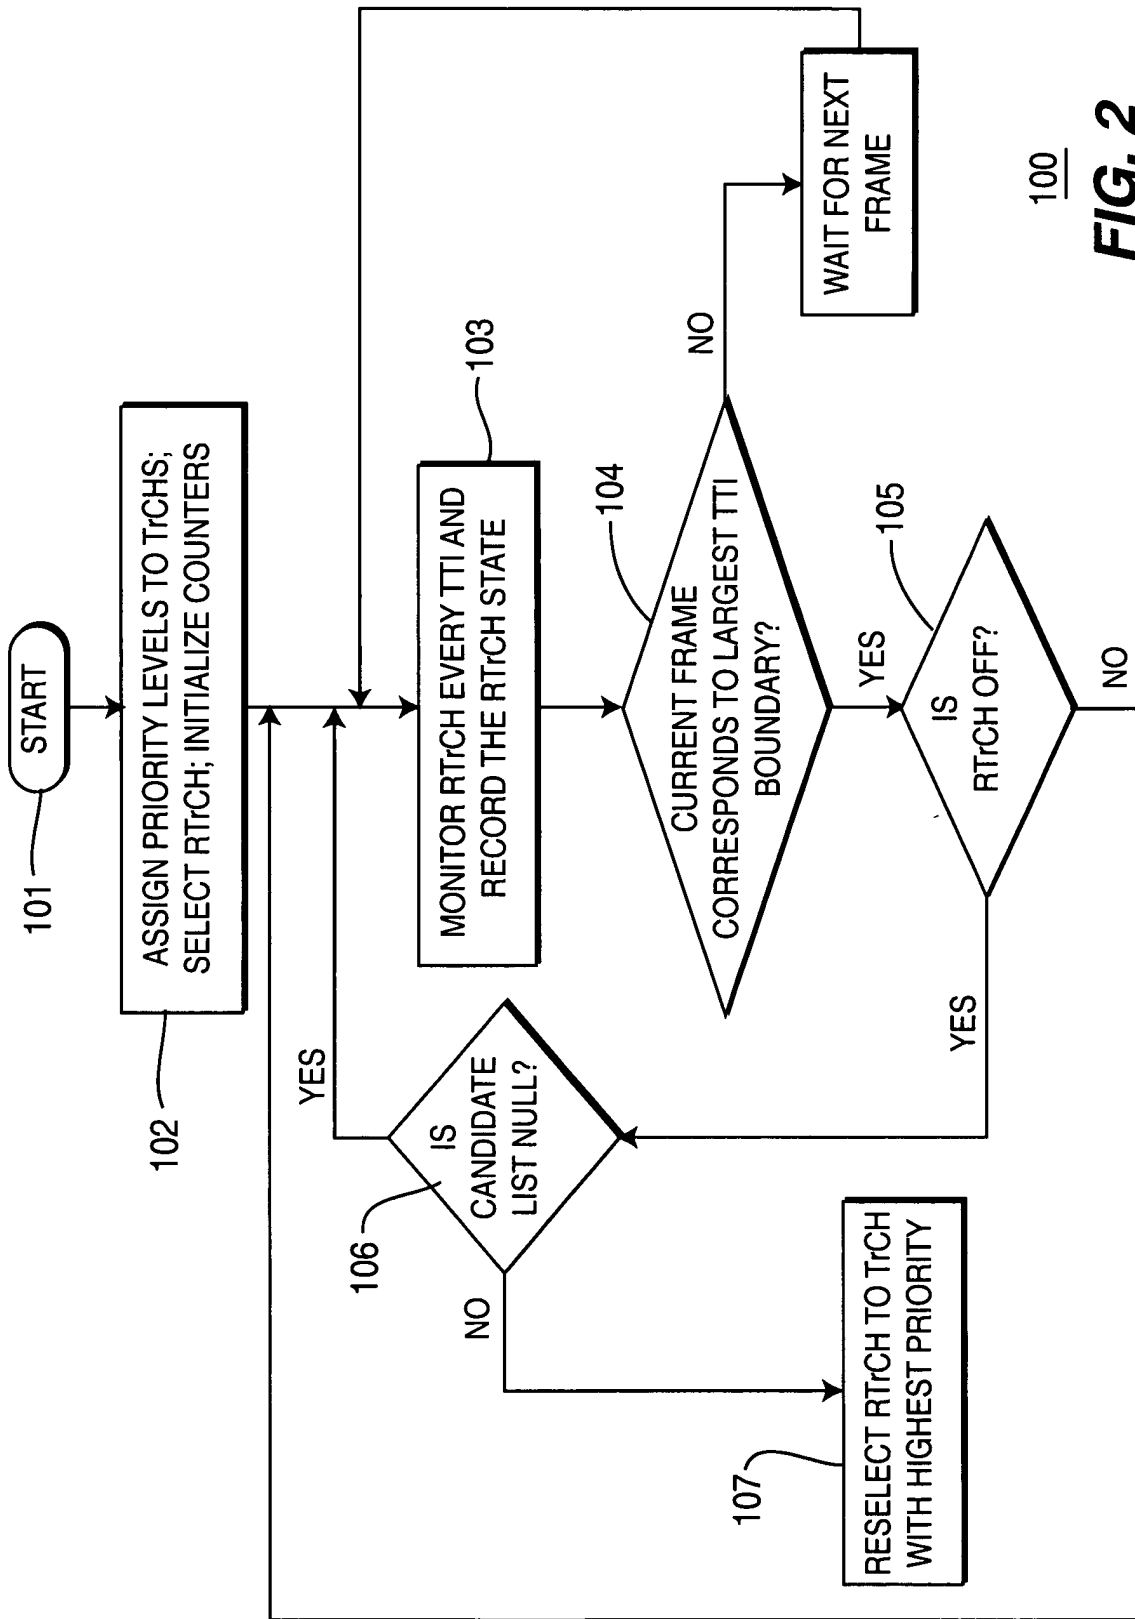 START
101
ASSIGN PRIORITY LEVELS TO TrCHS;
SELECT RTrCH; INITIALIZE COUNTERS
102
MONITOR RTrCH EVERY TTI AND
RECORD THE RTrCH STATE
103
CURRENT FRAME
CORRESPONDS TO LARGEST TTI
BOUNDARY?
104
NO
WAIT FOR NEXT
FRAME
YES
IS
RTrCH OFF?
105
NO
YES
IS
CANDIDATE
LIST NULL?
106
YES
NO
RESELECT RTrCH TO TrCH
WITH HIGHEST PRIORITY
107
100
FIG. 2